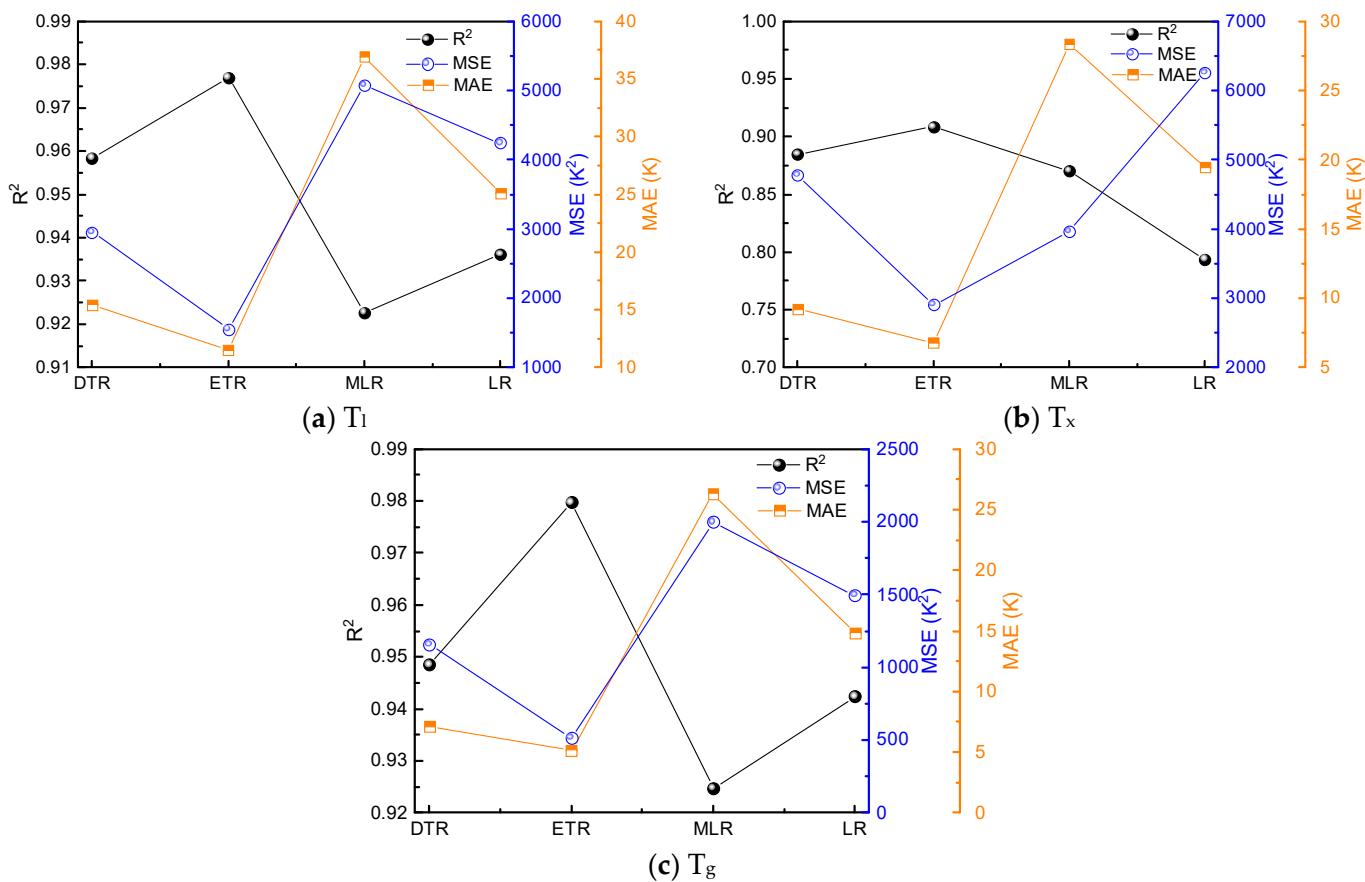 R²
0.99
0.98
0.97
0.96
0.95
0.94
0.93
0.92
0.91
DTR ETR MLR LR
R²
MSE
MAE
6000
5000
4000
3000
2000
1000
MSE (K²)
40
35
30
25
20
15
10
MAE (K)
(a) Tl
R²
1.00
0.95
0.90
0.85
0.80
0.75
0.70
DTR ETR MLR LR
R²
MSE
MAE
7000
6000
5000
4000
3000
2000
MSE (K²)
30
25
20
15
10
5
MAE (K)
(b) Tx
R²
0.99
0.98
0.97
0.96
0.95
0.94
0.93
0.92
DTR ETR MLR LR
R²
MSE
MAE
2500
2000
1500
1000
500
0
MSE (K²)
30
25
20
15
10
5
0
MAE (K)
(c) Tg